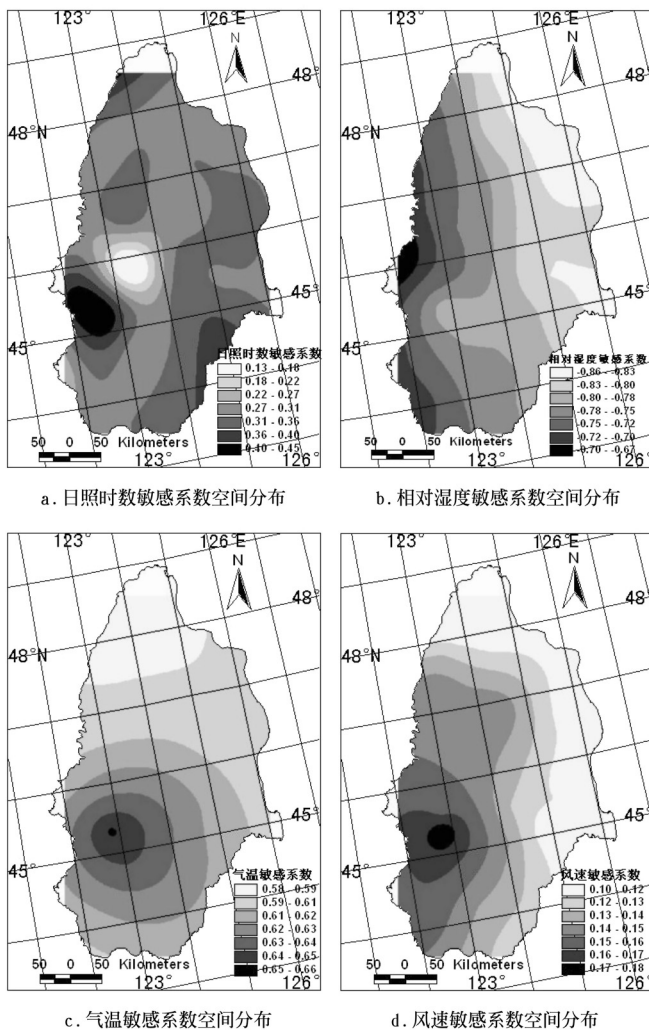 123°
126°E
N
48°
48°N
45°
45°
日照时数敏感系数
0.13 - 0.18
0.18 - 0.22
0.22 - 0.27
0.27 - 0.31
0.31 - 0.36
0.36 - 0.40
0.40 - 0.45
50 0 50 Kilometers
123°
126°
a.日照时数敏感系数空间分布
123°
126°E
N
48°
48°N
45°
45°
相对湿度敏感系数
-0.86 - -0.83
-0.83 - -0.80
-0.80 - -0.78
-0.78 - -0.75
-0.75 - -0.72
-0.72 - -0.70
-0.70 - -0.67
50 0 50 Kilometers
123°
126°
b.相对湿度敏感系数空间分布
123°
126°E
N
48°
48°N
45°
45°
气温敏感系数
0.58 - 0.59
0.59 - 0.61
0.61 - 0.62
0.62 - 0.63
0.63 - 0.64
0.64 - 0.65
0.65 - 0.66
50 0 50 Kilometers
123°
126°
c.气温敏感系数空间分布
123°
126°E
N
48°
48°N
45°
45°
风速敏感系数
0.10 - 0.12
0.12 - 0.13
0.13 - 0.14
0.14 - 0.15
0.15 - 0.16
0.16 - 0.17
0.17 - 0.18
50 0 50 Kilometers
123°
126°
d.风速敏感系数空间分布